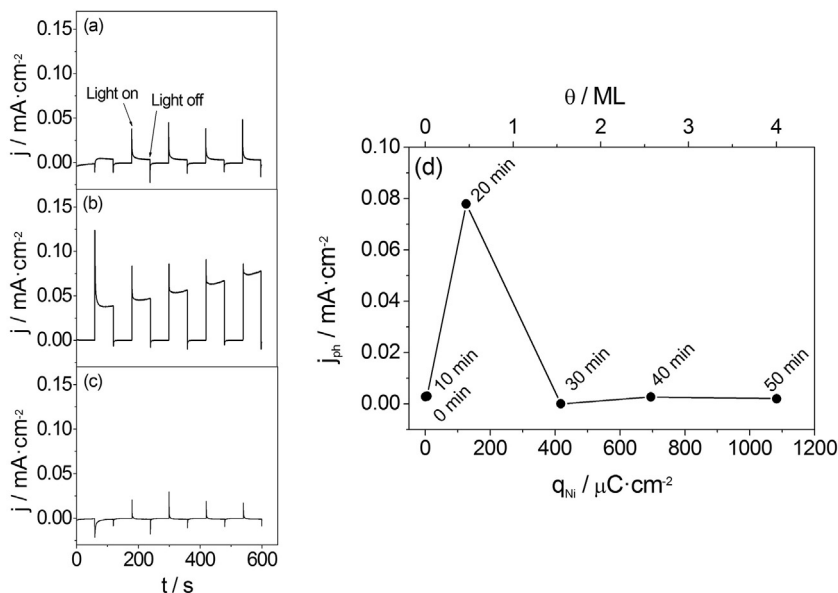 (a)
0.15
0.10
0.05
0.00
j / mA·cm⁻²
Light on
Light off
(b)
0.15
0.10
0.05
0.00
j / mA·cm⁻²
(c)
0.15
0.10
0.05
0.00
j / mA·cm⁻²
0 200 400 600
t / s
θ / ML
0 1 2 3 4
(d)
0.10
0.08
0.06
0.04
0.02
0.00
j_ph / mA·cm⁻²
20 min
10 min
0 min
30 min
40 min
50 min
0 200 400 600 800 1000 1200
q_Ni / μC·cm⁻²